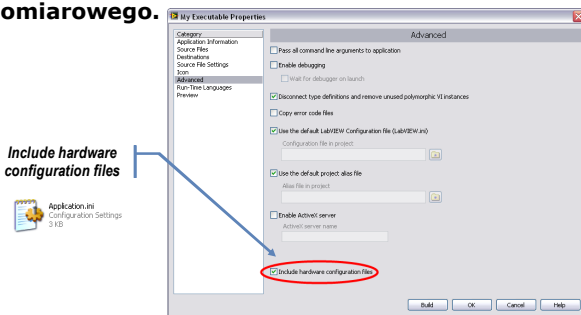 omiarowego.
My Executable Properties
Category
Application Information
Source Files
Destinations
Source File Settings
Icon
Advanced
Run-Time Languages
Preview
Advanced
Pass all command line arguments to application
Enable debugging
Wait for debugger on launch
Disconnect type definitions and remove unused polymorphic VI instances
Copy error code files
Use the default LabVIEW Configuration file (LabVIEW.ini)
Configuration file in project
Use the default project alias file
Alias file in project
Enable ActiveX server
ActiveX server name
Include hardware configuration files
Build
OK
Cancel
Help
Include hardware
configuration files
Application.ini
Configuration Settings
3 KB